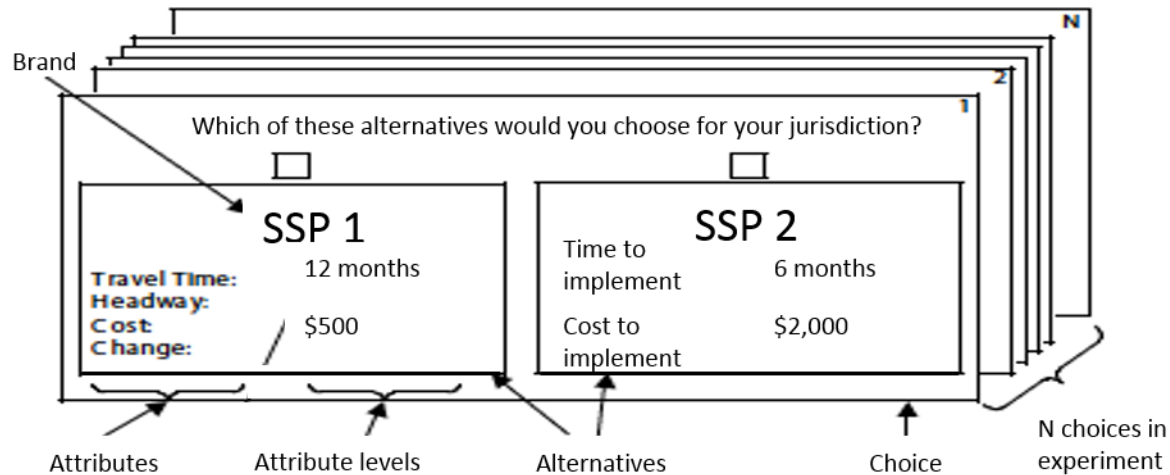 N
Brand
2
1
Which of these alternatives would you choose for your jurisdiction?
SSP 1
SSP 2
Travel Time:
Headway:
Cost:
Change:
12 months
$500
Time to
implement
6 months
Cost to
implement
$2,000
Attributes
Attribute levels
Alternatives
Choice
N choices in
experiment